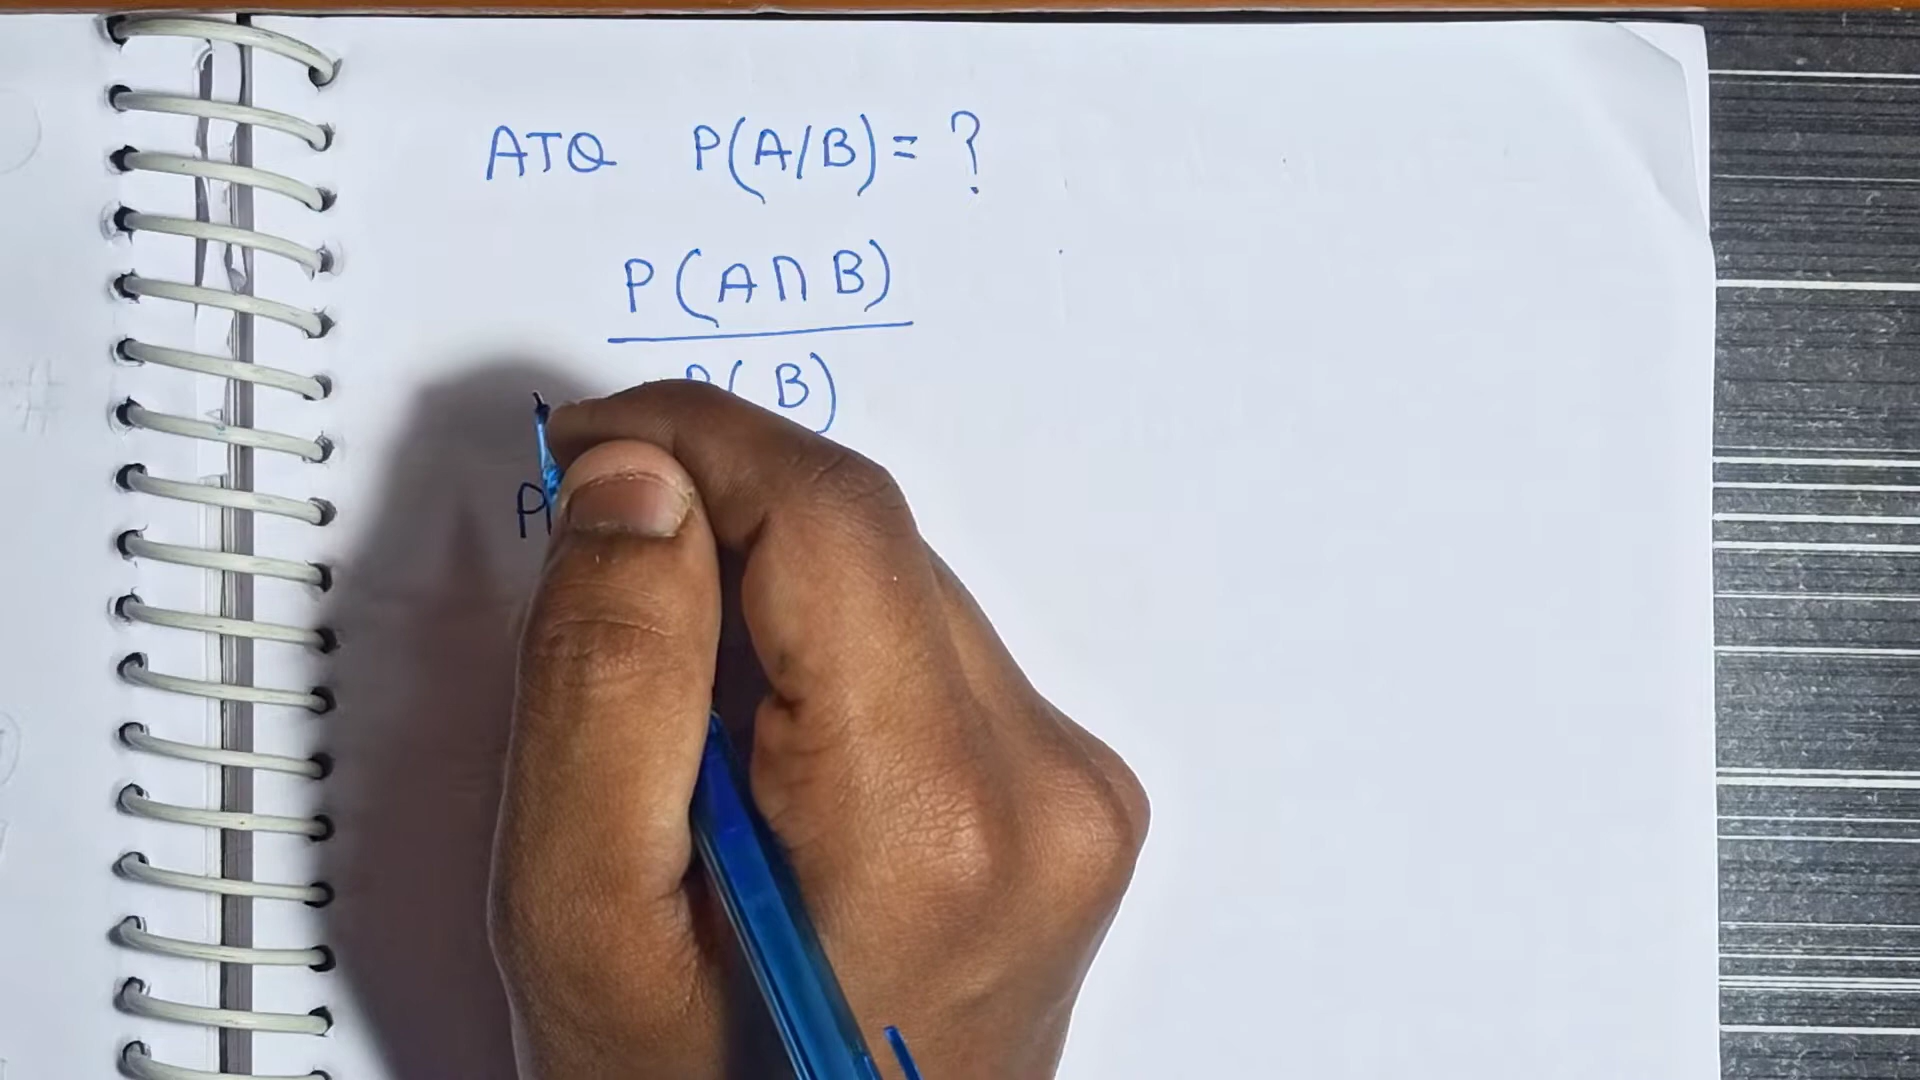 ATQ P(A/B) = ?
P(A∩B)
P(B)
P